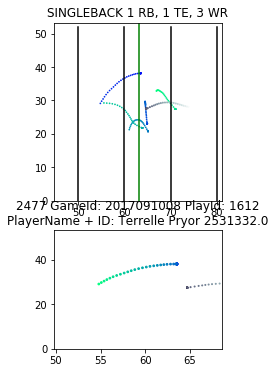 SINGLEBACK 1 RB, 1 TE, 3 WR
50
40
30
20
10
0
50 60 70 80
2477 GameId: 2017091008 PlayId: 1612
PlayerName + ID: Terrelle Pryor 2531332.0
40
20
0
50 55 60 65